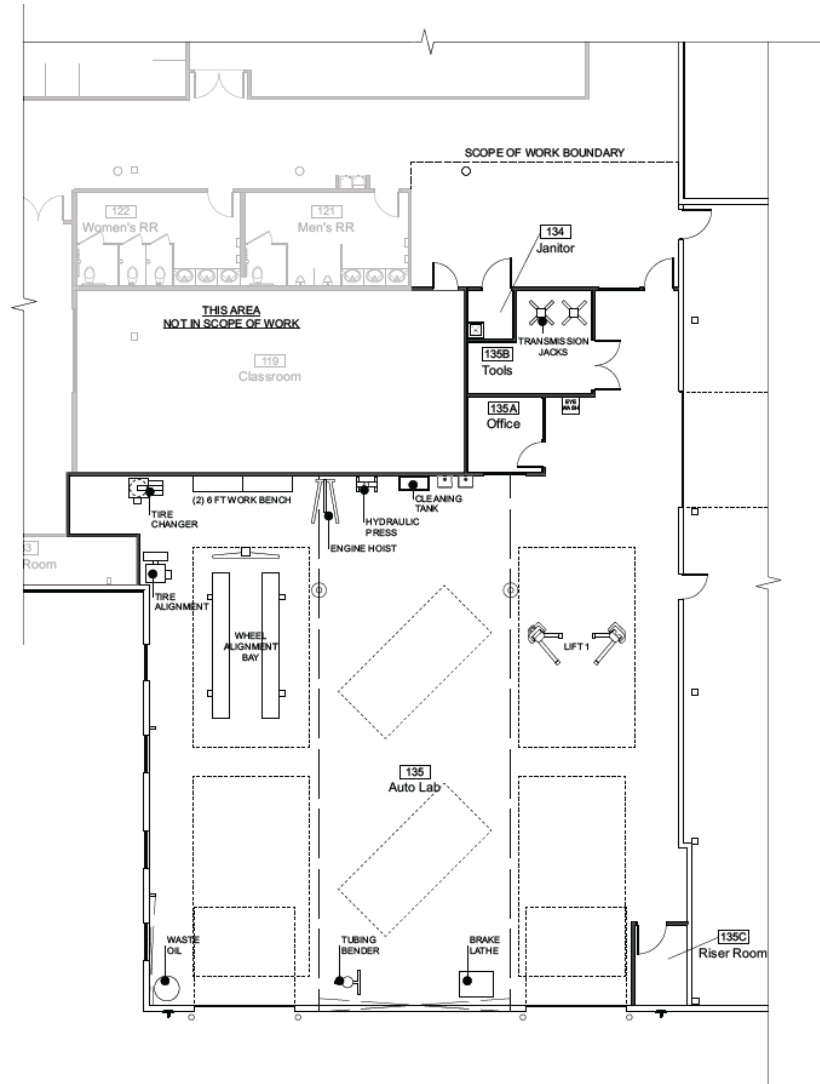 SCOPE OF WORK BOUNDARY
122
Women's RR
121
Men's RR
134
Janitor
THIS AREA
NOT IN SCOPE OF WORK
119
Classroom
TRANSMISSION
JACKS
135B
Tools
135A
Office
EYE
WASH
TIRE
CHANGER
(2) 6 FT WORK BENCH
ENGINE HOIST
HYDRAULIC
PRESS
CLEANING
TANK
Room
TIRE
ALIGNMENT
WHEEL
ALIGNMENT
BAY
LIFT 1
135
Auto Lab
WASTE
OIL
TUBING
BENDER
BRAKE
LATHE
135C
Riser Room